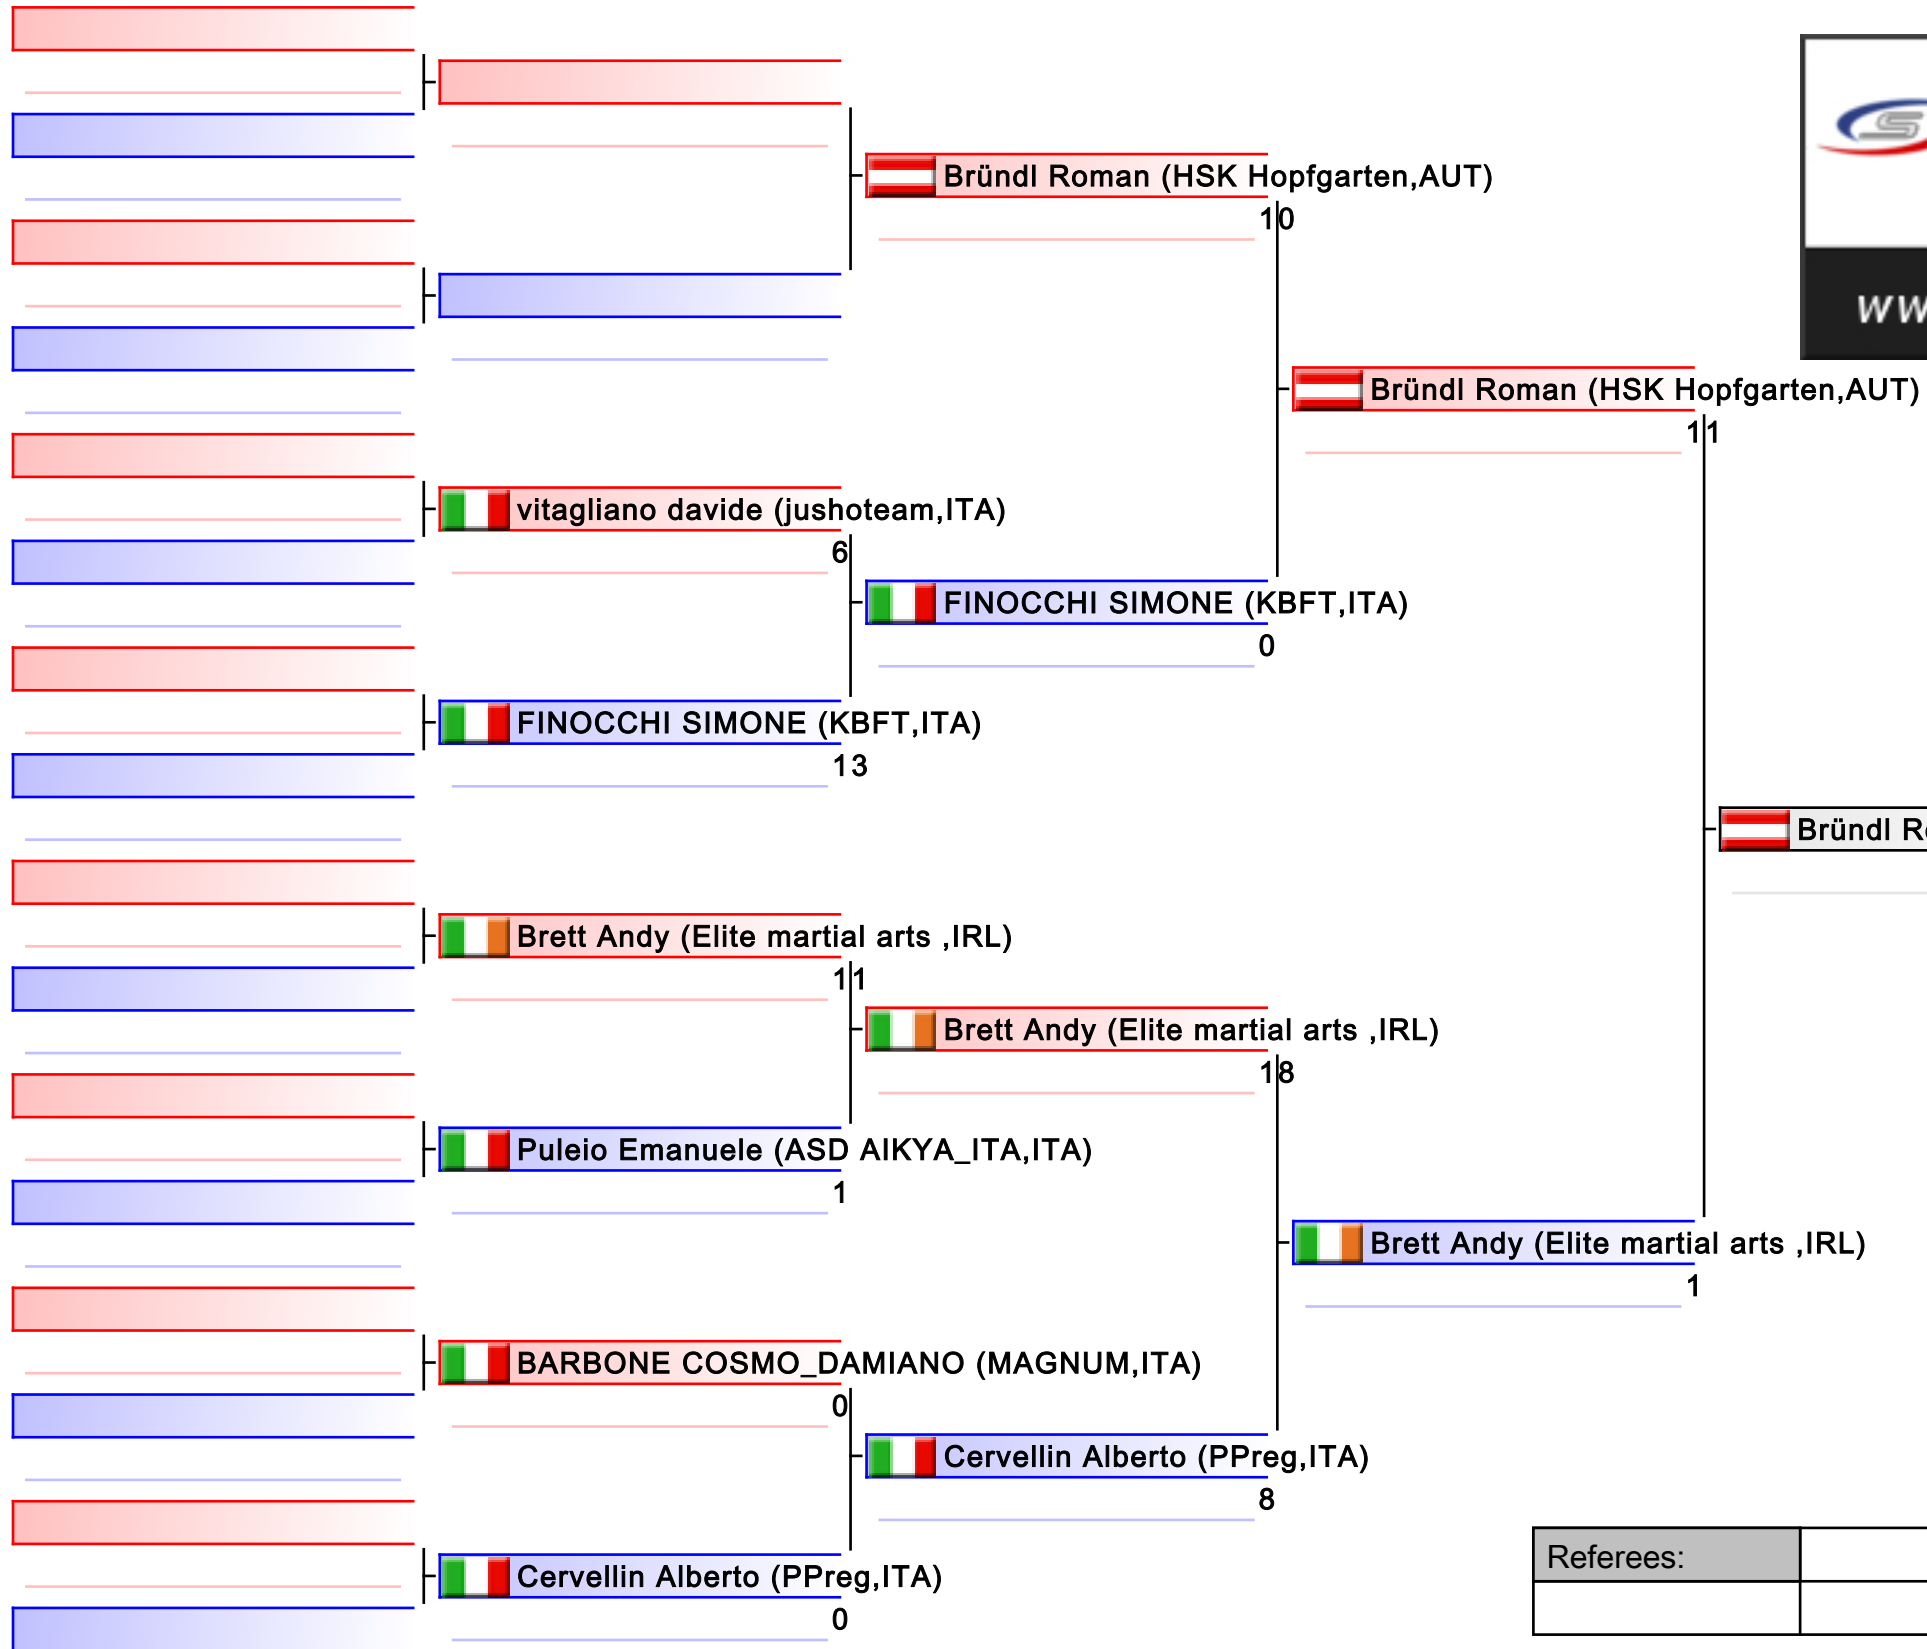 Bründl Roman (HSK Hopfgarten,AUT)
10
Bründl Roman (HSK Hopfgarten,AUT)
11
vitagliano davide (jushoteam,ITA)
6
FINOCCHI SIMONE (KBFT,ITA)
0
FINOCCHI SIMONE (KBFT,ITA)
13
Bründl
Brett Andy (Elite martial arts ,IRL)
11
Brett Andy (Elite martial arts ,IRL)
18
Puleio Emanuele (ASD AIKYA_ITA,ITA)
1
Brett Andy (Elite martial arts ,IRL)
1
BARBONE COSMO_DAMIANO (MAGNUM,ITA)
0
Cervellin Alberto (PPreg,ITA)
8
Cervellin Alberto (PPreg,ITA)
0
Referees: